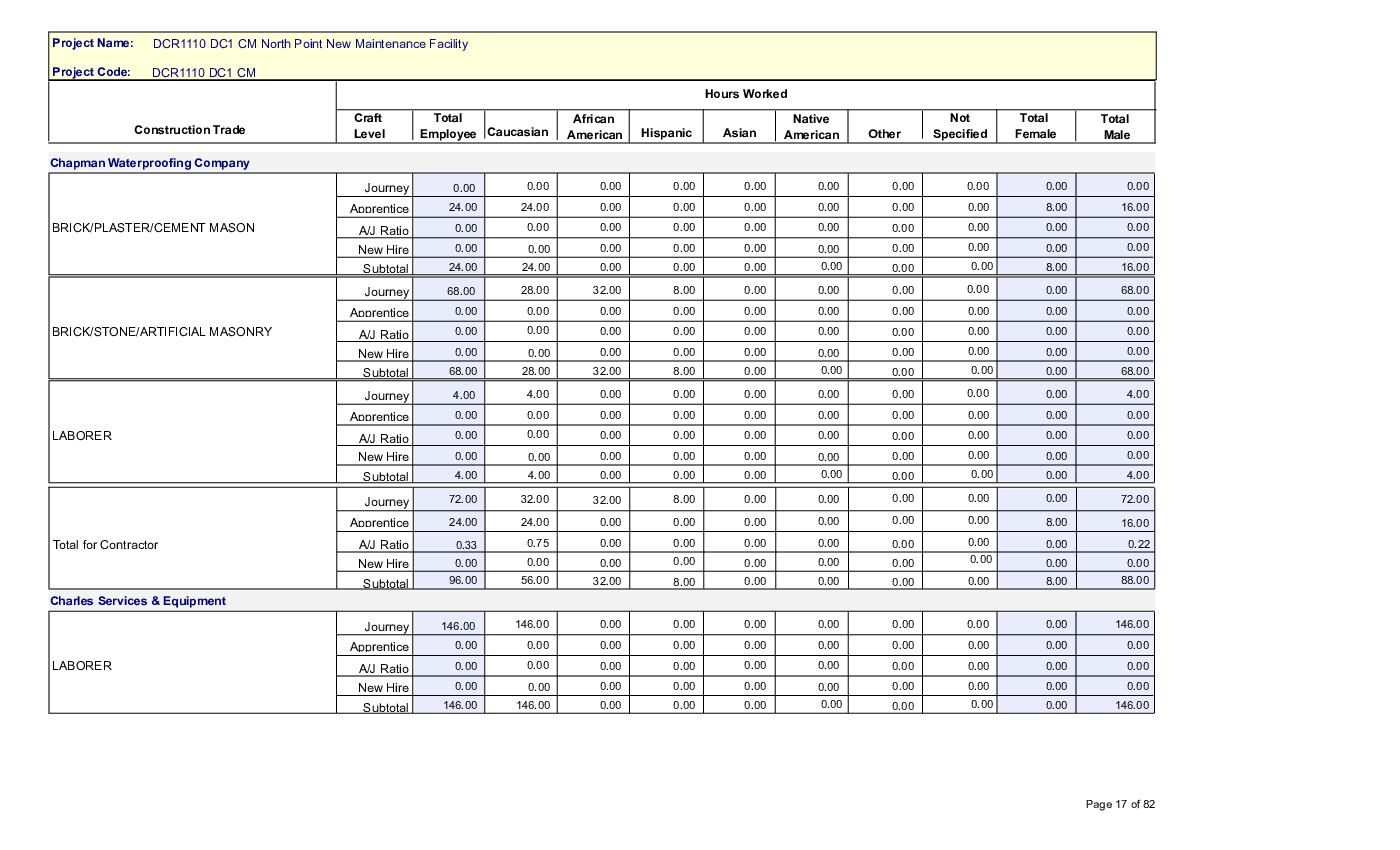 Project Name: DCR1110 DC1 CM North Point New Maintenance Facility
Project Code: DCR1110 DC1 CM
Hours Worked
Construction Trade Craft Level Total Employee Caucasian African American Hispanic Asian Native American Other Not Specified Total Female Total Male
Chapman Waterproofing Company
BRICK/PLASTER/CEMENT MASON
Journey 0.00 0.00 0.00 0.00 0.00 0.00 0.00 0.00 0.00 0.00
Apprentice 24.00 24.00 0.00 0.00 0.00 0.00 0.00 0.00 8.00 16.00
A/J Ratio 0.00 0.00 0.00 0.00 0.00 0.00 0.00 0.00 0.00 0.00
New Hire 0.00 0.00 0.00 0.00 0.00 0.00 0.00 0.00 0.00 0.00
Subtotal 24.00 24.00 0.00 0.00 0.00 0.00 0.00 0.00 8.00 16.00
BRICK/STONE/ARTIFICIAL MASONRY
Journey 68.00 28.00 32.00 8.00 0.00 0.00 0.00 0.00 0.00 68.00
Apprentice 0.00 0.00 0.00 0.00 0.00 0.00 0.00 0.00 0.00 0.00
A/J Ratio 0.00 0.00 0.00 0.00 0.00 0.00 0.00 0.00 0.00 0.00
New Hire 0.00 0.00 0.00 0.00 0.00 0.00 0.00 0.00 0.00 0.00
Subtotal 68.00 28.00 32.00 8.00 0.00 0.00 0.00 0.00 0.00 68.00
LABORER
Journey 4.00 4.00 0.00 0.00 0.00 0.00 0.00 0.00 0.00 4.00
Apprentice 0.00 0.00 0.00 0.00 0.00 0.00 0.00 0.00 0.00 0.00
A/J Ratio 0.00 0.00 0.00 0.00 0.00 0.00 0.00 0.00 0.00 0.00
New Hire 0.00 0.00 0.00 0.00 0.00 0.00 0.00 0.00 0.00 0.00
Subtotal 4.00 4.00 0.00 0.00 0.00 0.00 0.00 0.00 0.00 4.00
Total for Contractor
Journey 72.00 32.00 32.00 8.00 0.00 0.00 0.00 0.00 0.00 72.00
Apprentice 24.00 24.00 0.00 0.00 0.00 0.00 0.00 0.00 8.00 16.00
A/J Ratio 0.33 0.75 0.00 0.00 0.00 0.00 0.00 0.00 0.00 0.22
New Hire 0.00 0.00 0.00 0.00 0.00 0.00 0.00 0.00 0.00 0.00
Subtotal 96.00 56.00 32.00 8.00 0.00 0.00 0.00 0.00 8.00 88.00
Charles Services & Equipment
LABORER
Journey 146.00 146.00 0.00 0.00 0.00 0.00 0.00 0.00 0.00 146.00
Apprentice 0.00 0.00 0.00 0.00 0.00 0.00 0.00 0.00 0.00 0.00
A/J Ratio 0.00 0.00 0.00 0.00 0.00 0.00 0.00 0.00 0.00 0.00
New Hire 0.00 0.00 0.00 0.00 0.00 0.00 0.00 0.00 0.00 0.00
Subtotal 146.00 146.00 0.00 0.00 0.00 0.00 0.00 0.00 0.00 146.00
Page 17 of 82